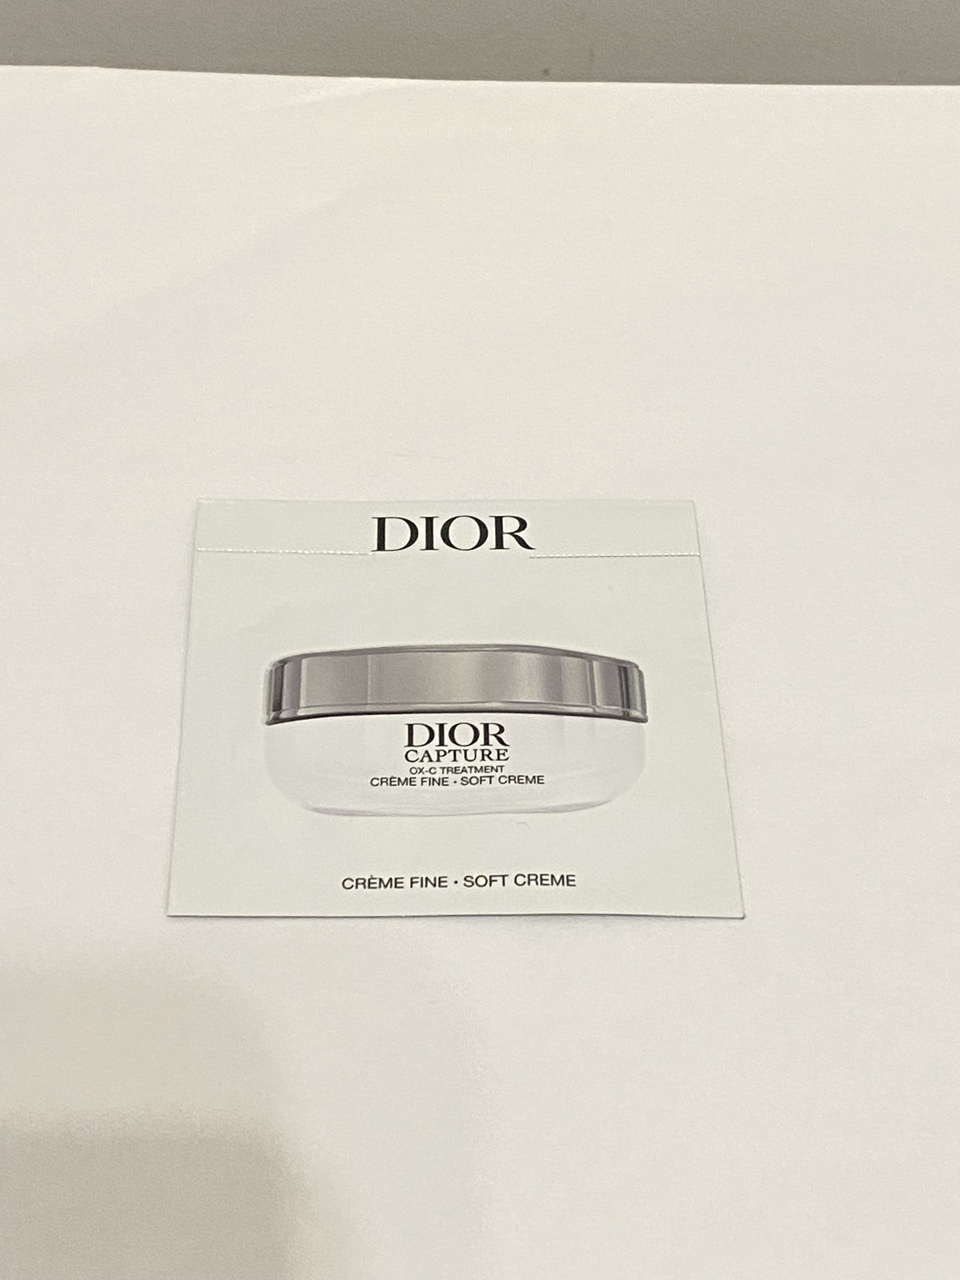 DIOR
DIOR
CAPTURE
OX-C TREATMENT
CRÈME FINE • SOFT CREME
CRÈME FINE • SOFT CREME